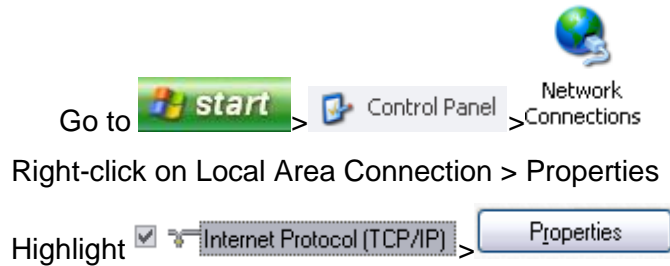 Go to start > Control Panel > Network Connections
Right-click on Local Area Connection > Properties
Highlight Internet Protocol (TCP/IP) > Properties